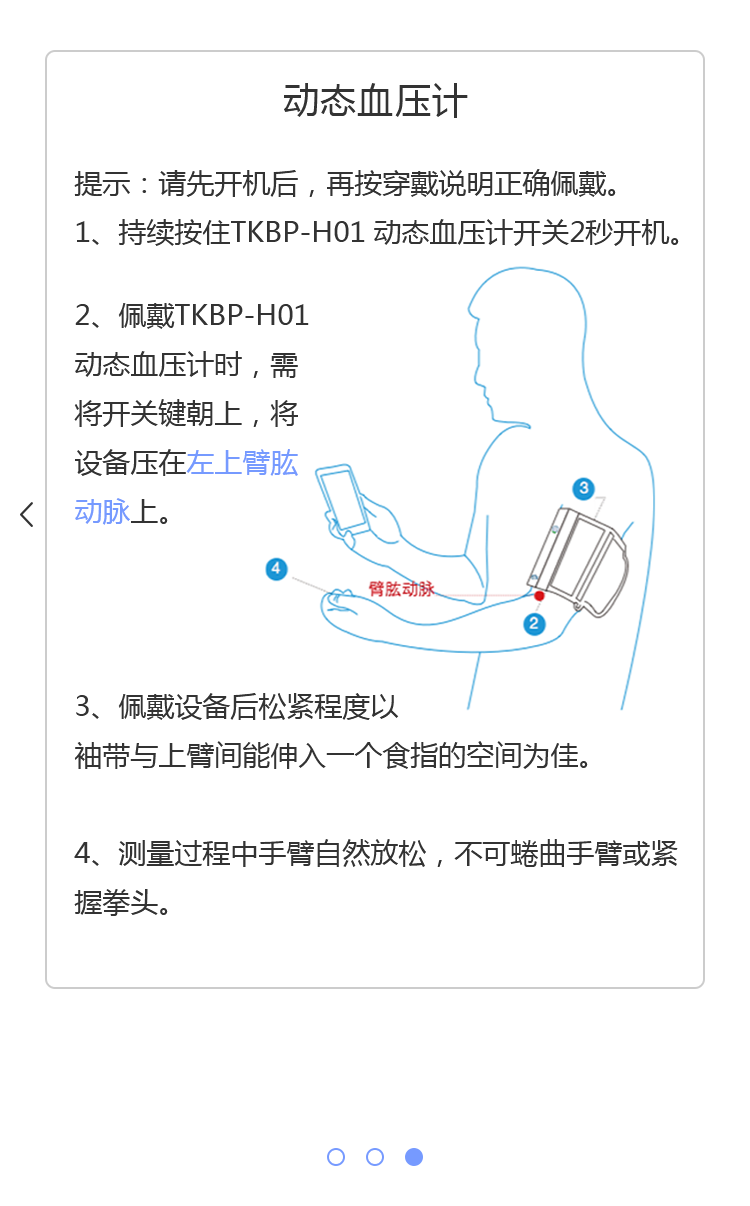 动态血压计
提示：请先开机后，再按穿戴说明正确佩戴。
1、持续按住TKBP-H01 动态血压计开关2秒开机。
2、佩戴TKBP-H01
动态血压计时，需
将开关键朝上，将
设备压在左上臂肱
动脉上。
3
4
臂肱动脉
2
3、佩戴设备后松紧程度以
袖带与上臂间能伸入一个食指的空间为佳。
4、测量过程中手臂自然放松，不可蜷曲手臂或紧
握拳头。